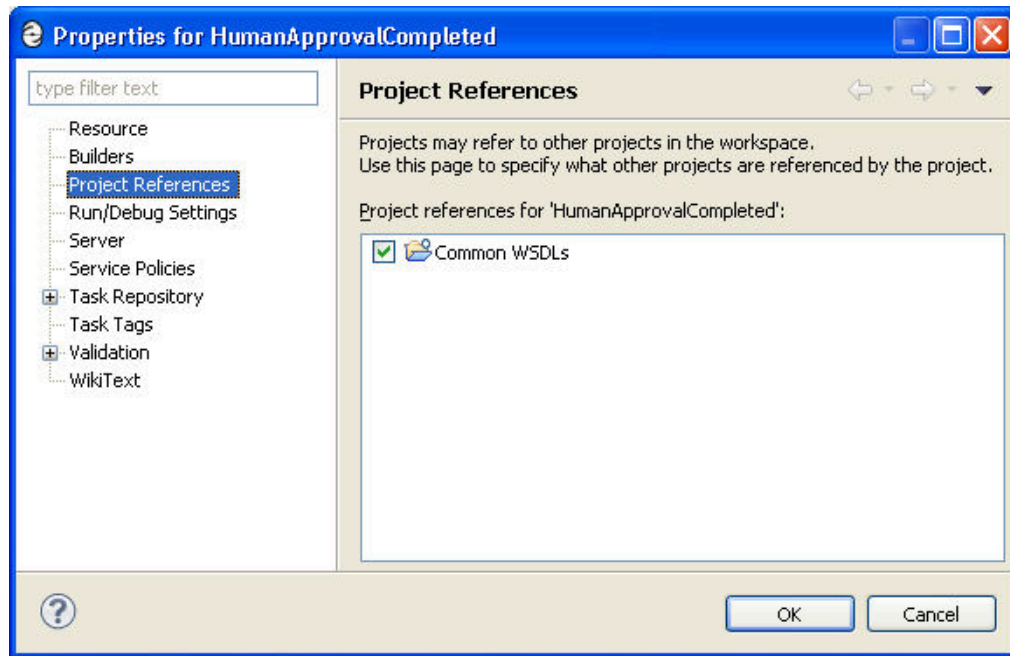 Properties for HumanApprovalCompleted
type filter text
Resource
Builders
Project References
Run/Debug Settings
Server
Service Policies
Task Repository
Task Tags
Validation
WikiText
Project References
Projects may refer to other projects in the workspace.
Use this page to specify what other projects are referenced by the project.
Project references for 'HumanApprovalCompleted':
Common WSDLs
?
OK
Cancel